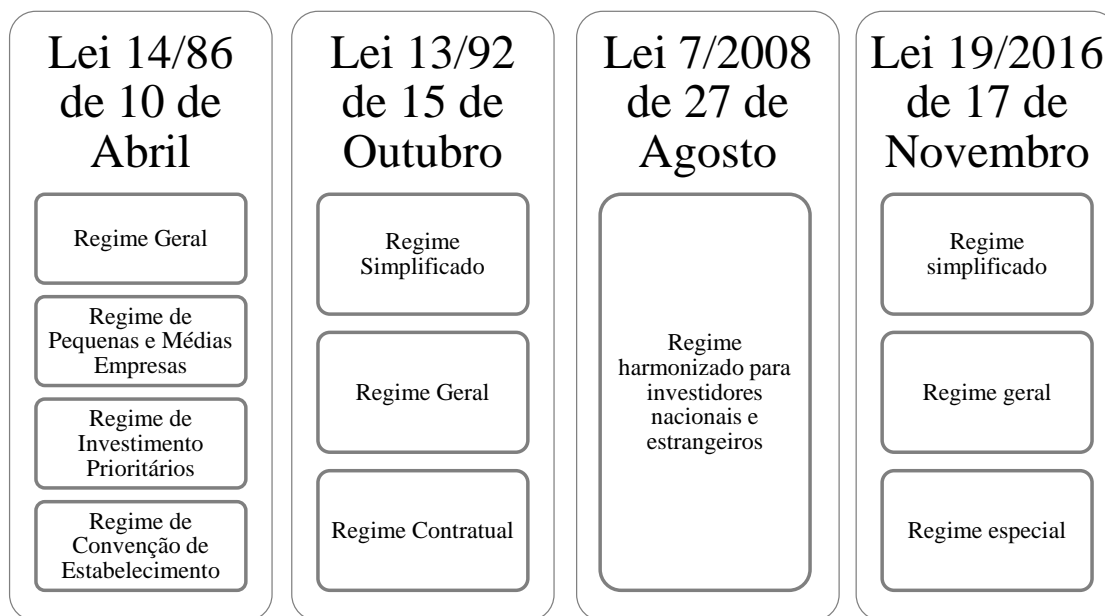 Lei 14/86
de 10 de
Abril
Regime Geral
Regime de
Pequenas e Médias
Empresas
Regime de
Investimento
Prioritários
Regime de
Convenção de
Estabelecimento
Lei 13/92
de 15 de
Outubro
Regime
Simplificado
Regime Geral
Regime Contratual
Lei 7/2008
de 27 de
Agosto
Regime
harmonizado para
investidores
nacionais e
estrangeiros
Lei 19/2016
de 17 de
Novembro
Regime
simplificado
Regime geral
Regime especial